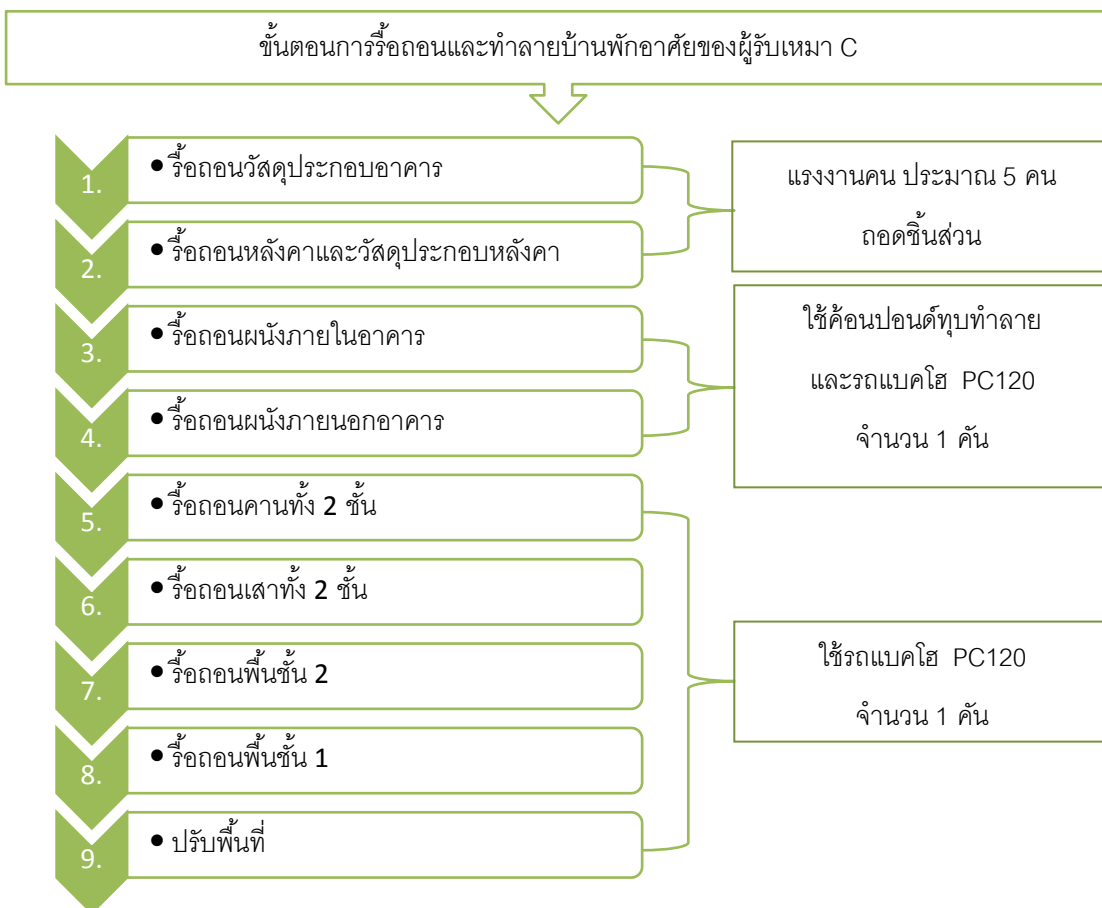 ขั้นตอนการรื้อถอนและทำลายบ้านพักอาศัยของผู้รับเหมา C
1.
• รื้อถอนวัสดุประกอบอาคาร
2.
• รื้อถอนหลังคาและวัสดุประกอบหลังคา
แรงงานคน ประมาณ 5 คน
ถอดชิ้นส่วน
3.
• รื้อถอนผนังภายในอาคาร
4.
• รื้อถอนผนังภายนอกอาคาร
ใช้ค้อนปอนด์ทุบทำลาย
และรถแบคโฮ PC120
จำนวน 1 คัน
5.
• รื้อถอนคานทั้ง 2 ชั้น
6.
• รื้อถอนเสาทั้ง 2 ชั้น
7.
• รื้อถอนพื้นชั้น 2
8.
• รื้อถอนพื้นชั้น 1
9.
• ปรับพื้นที่
ใช้รถแบคโฮ PC120
จำนวน 1 คัน